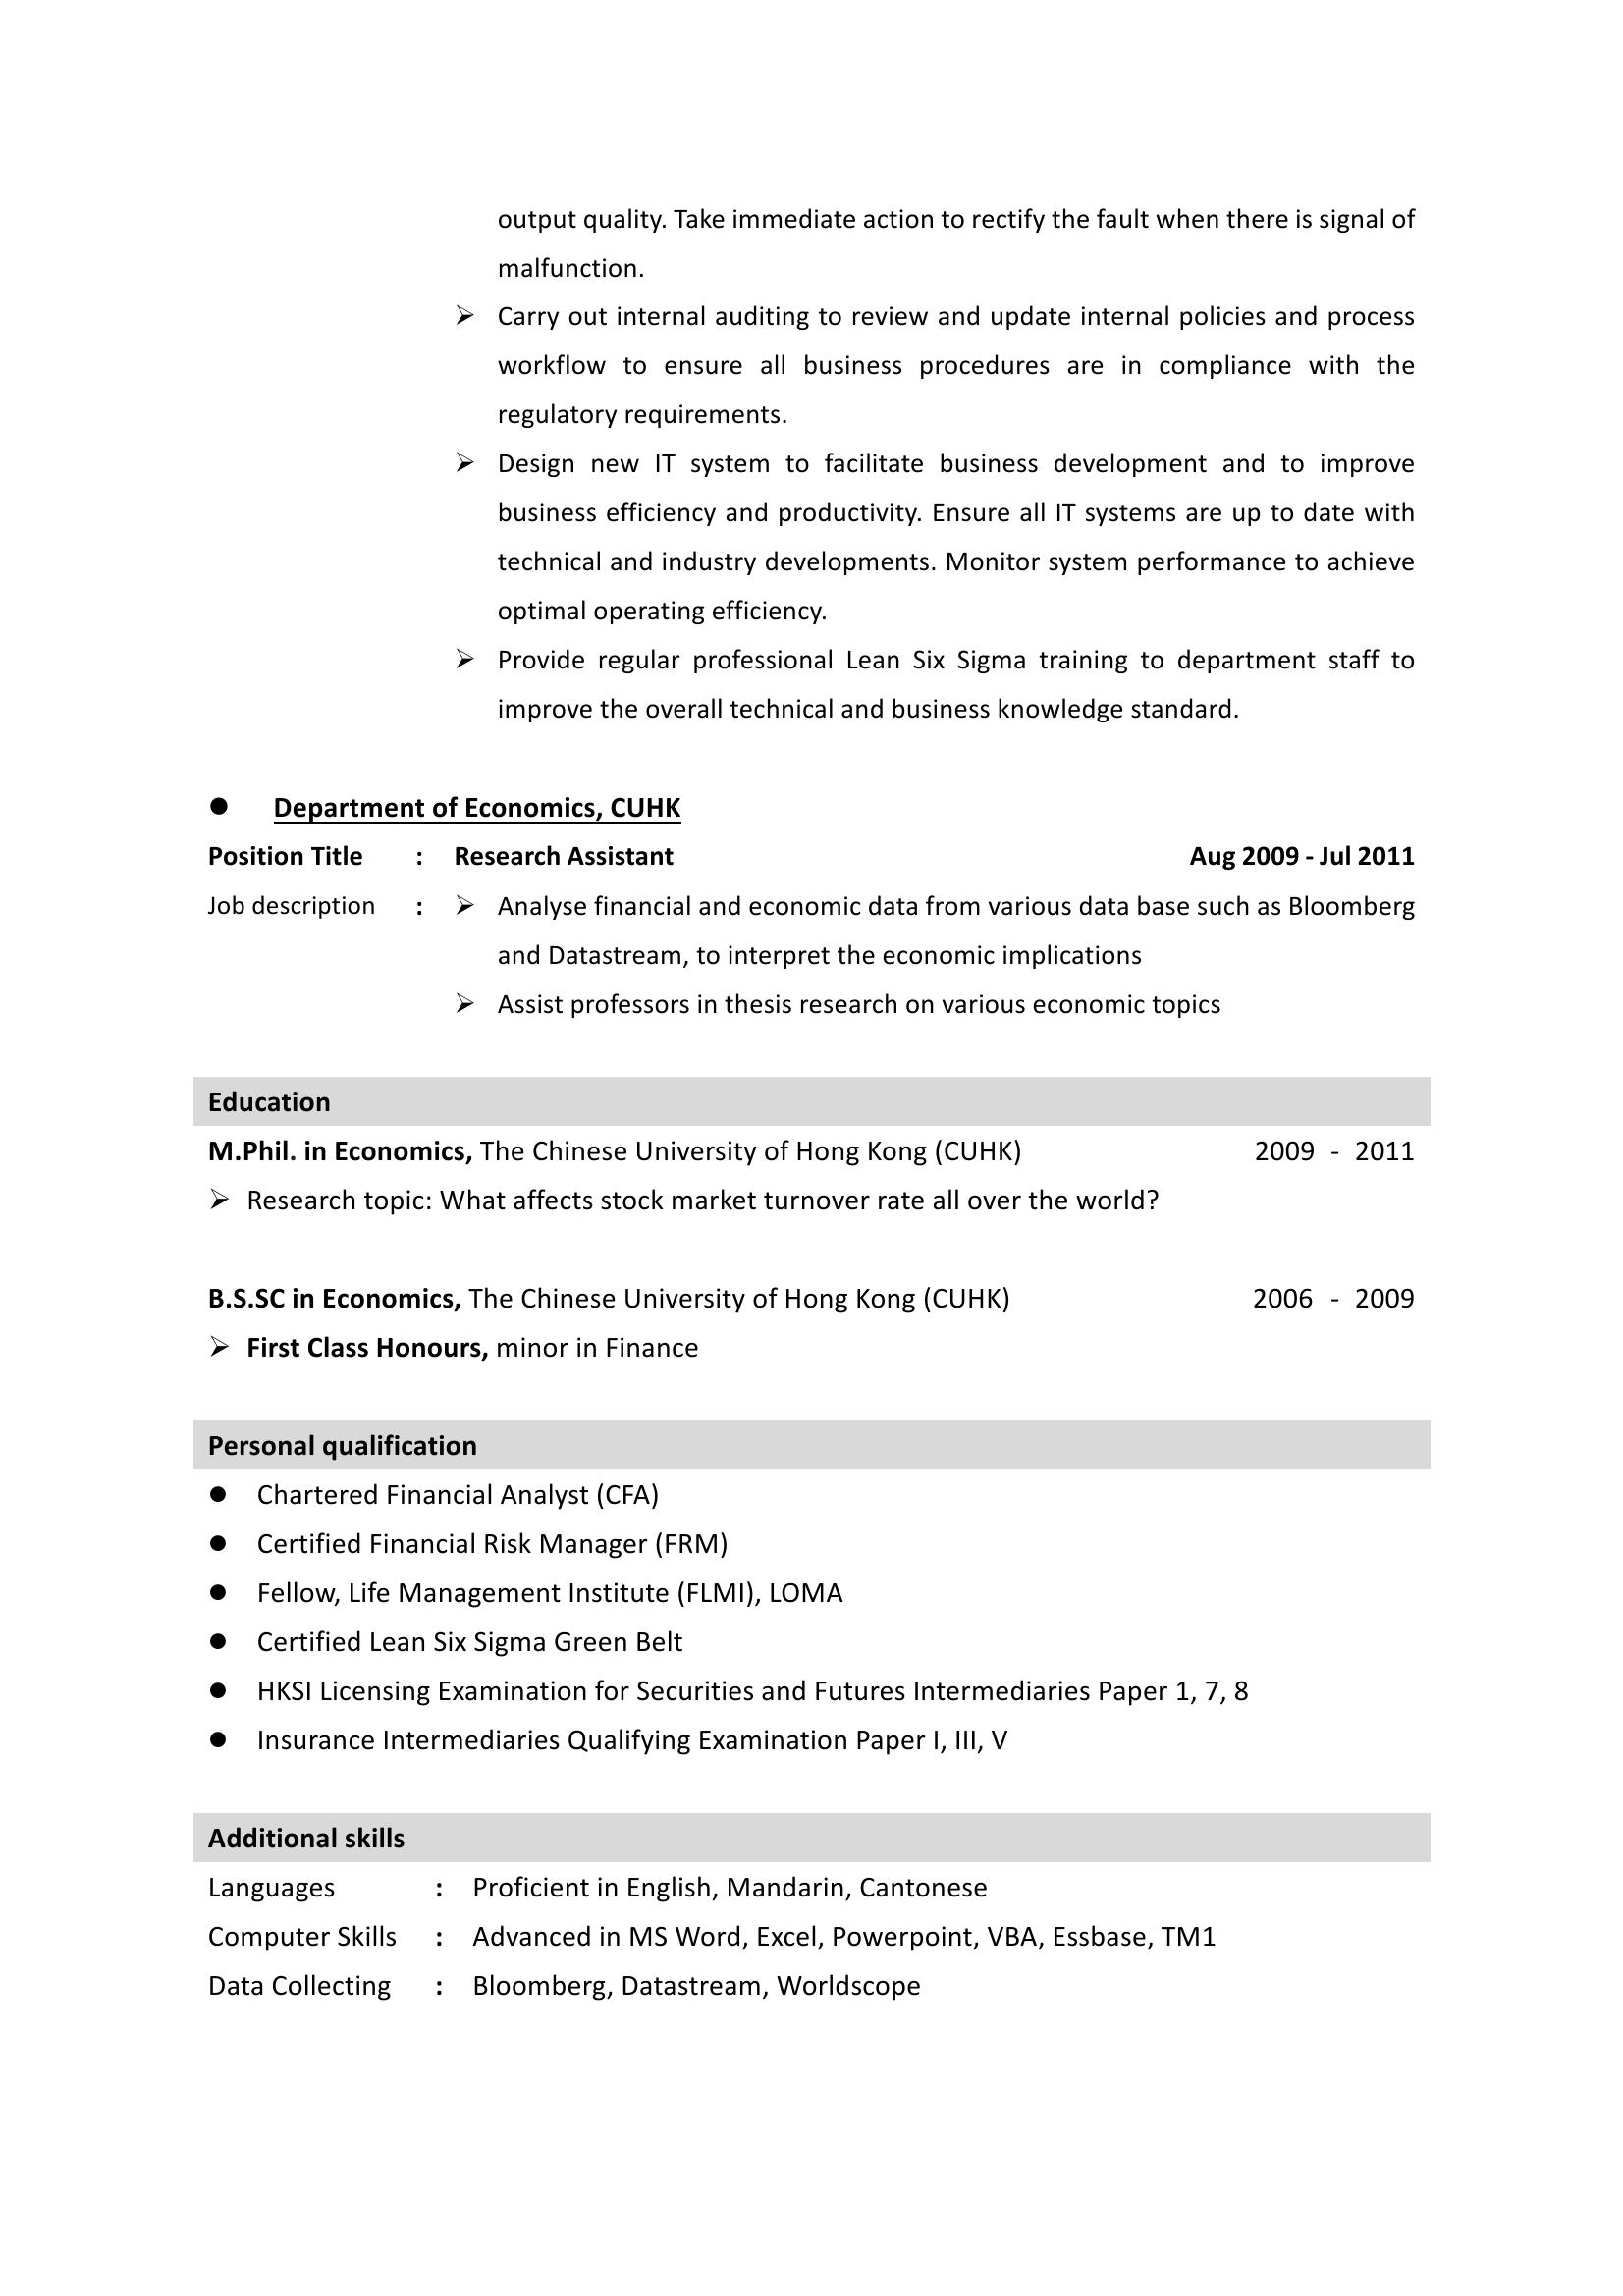 output quality. Take immediate action to rectify the fault when there is signal of
malfunction.
➢ Carry out internal auditing to review and update internal policies and process
workflow to ensure all business procedures are in compliance with the
regulatory requirements.
➢ Design new IT system to facilitate business development and to improve
business efficiency and productivity. Ensure all IT systems are up to date with
technical and industry developments. Monitor system performance to achieve
optimal operating efficiency.
➢ Provide regular professional Lean Six Sigma training to department staff to
improve the overall technical and business knowledge standard.
● Department of Economics, CUHK
Position Title : Research Assistant Aug 2009 - Jul 2011
Job description : ➢ Analyse financial and economic data from various data base such as Bloomberg
and Datastream, to interpret the economic implications
➢ Assist professors in thesis research on various economic topics
Education
M.Phil. in Economics, The Chinese University of Hong Kong (CUHK) 2009 - 2011
➢ Research topic: What affects stock market turnover rate all over the world?
B.S.SC in Economics, The Chinese University of Hong Kong (CUHK) 2006 - 2009
➢ First Class Honours, minor in Finance
Personal qualification
● Chartered Financial Analyst (CFA)
● Certified Financial Risk Manager (FRM)
● Fellow, Life Management Institute (FLMI), LOMA
● Certified Lean Six Sigma Green Belt
● HKSI Licensing Examination for Securities and Futures Intermediaries Paper 1, 7, 8
● Insurance Intermediaries Qualifying Examination Paper I, III, V
Additional skills
Languages : Proficient in English, Mandarin, Cantonese
Computer Skills : Advanced in MS Word, Excel, Powerpoint, VBA, Essbase, TM1
Data Collecting : Bloomberg, Datastream, Worldscope